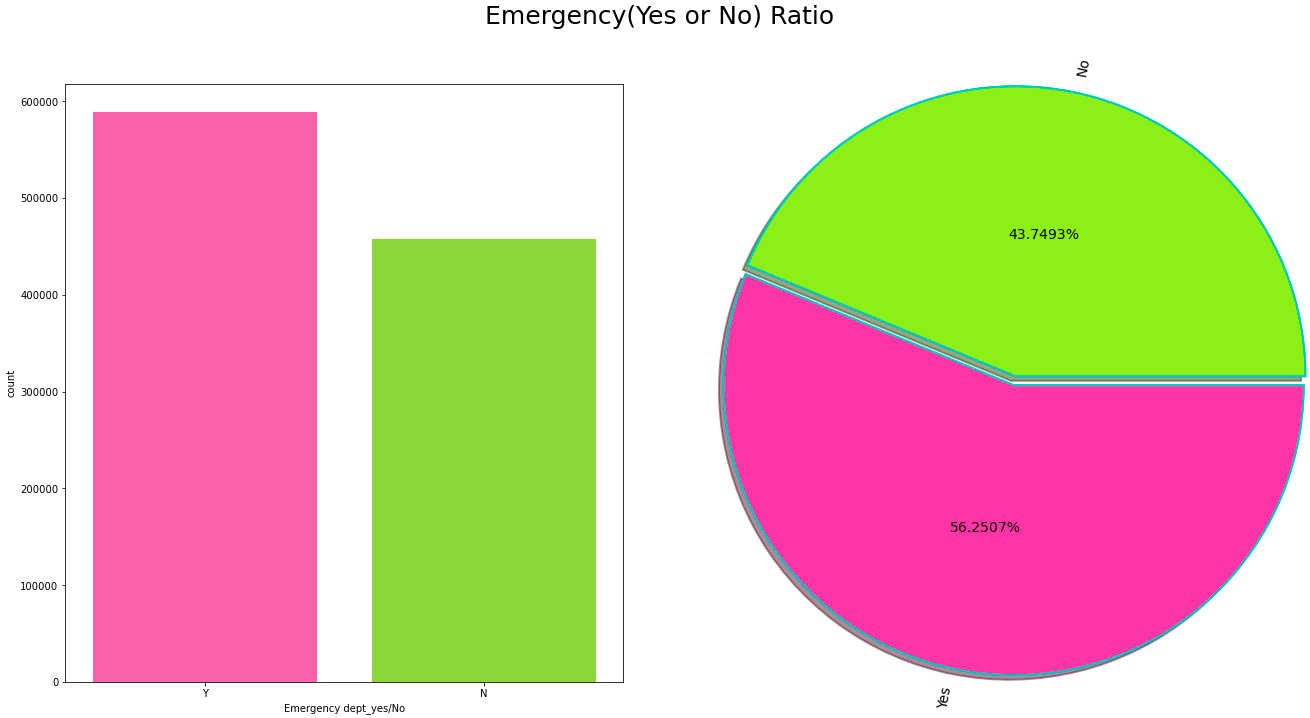 Emergency(Yes or No) Ratio
600000
500000
400000
300000
200000
100000
0
count
Y
N
Emergency dept_yes/No
No
43.7493%
56.2507%
Yes